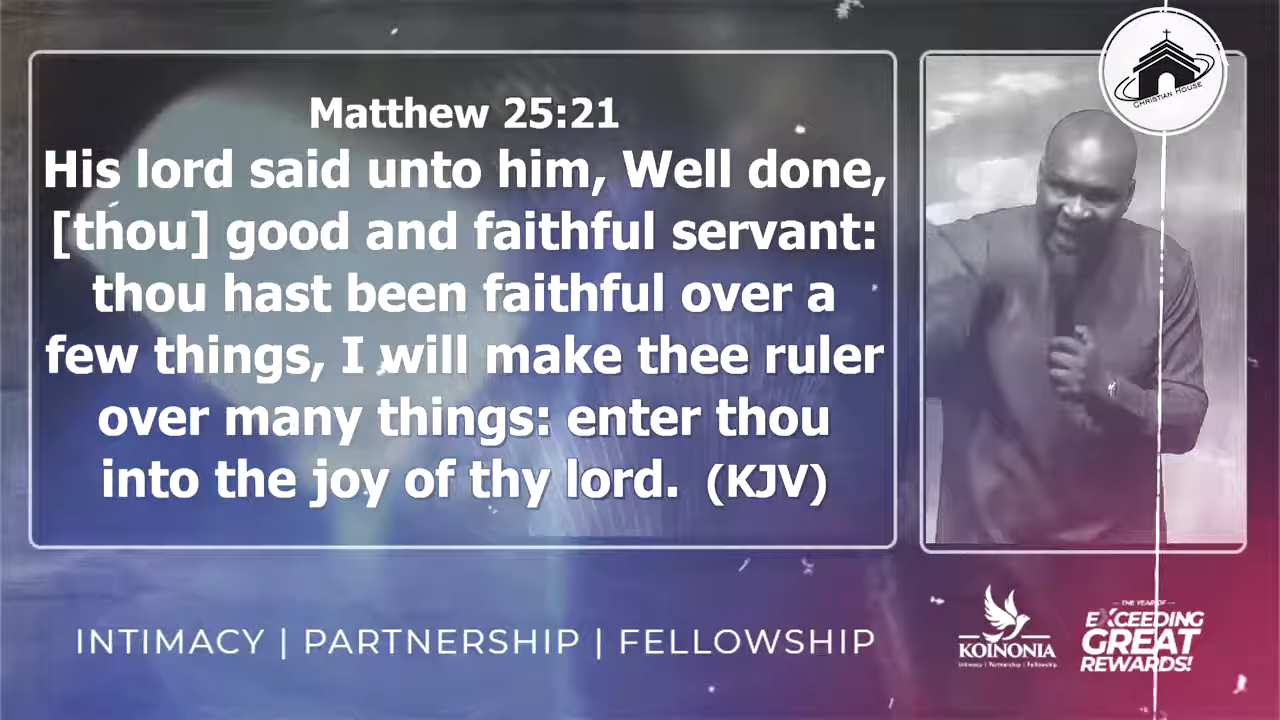 Matthew 25:21
His lord said unto him, Well done,
[thou] good and faithful servant:
thou hast been faithful over a
few things, I will make thee ruler
over many things: enter thou
into the joy of thy lord. (KJV)
CHRISTIAN HOUSE
INTIMACY | PARTNERSHIP | FELLOWSHIP
KOINONIA
Intimacy | Partnership | Fellowship
THE YEAR OF
EXCEEDING
GREAT
REWARDS!